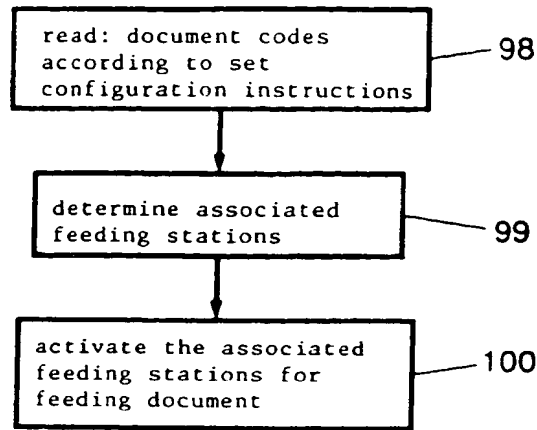 read: document codes
according to set
configuration instructions
98
determine associated
feeding stations
99
activate the associated
feeding stations for
feeding document
100